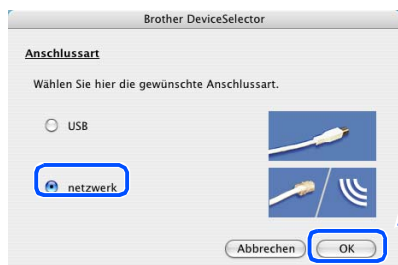 Brother DeviceSelector
Anschlussart
Wählen Sie hier die gewünschte Anschlussart.
USB
netzwerk
Abbrechen OK